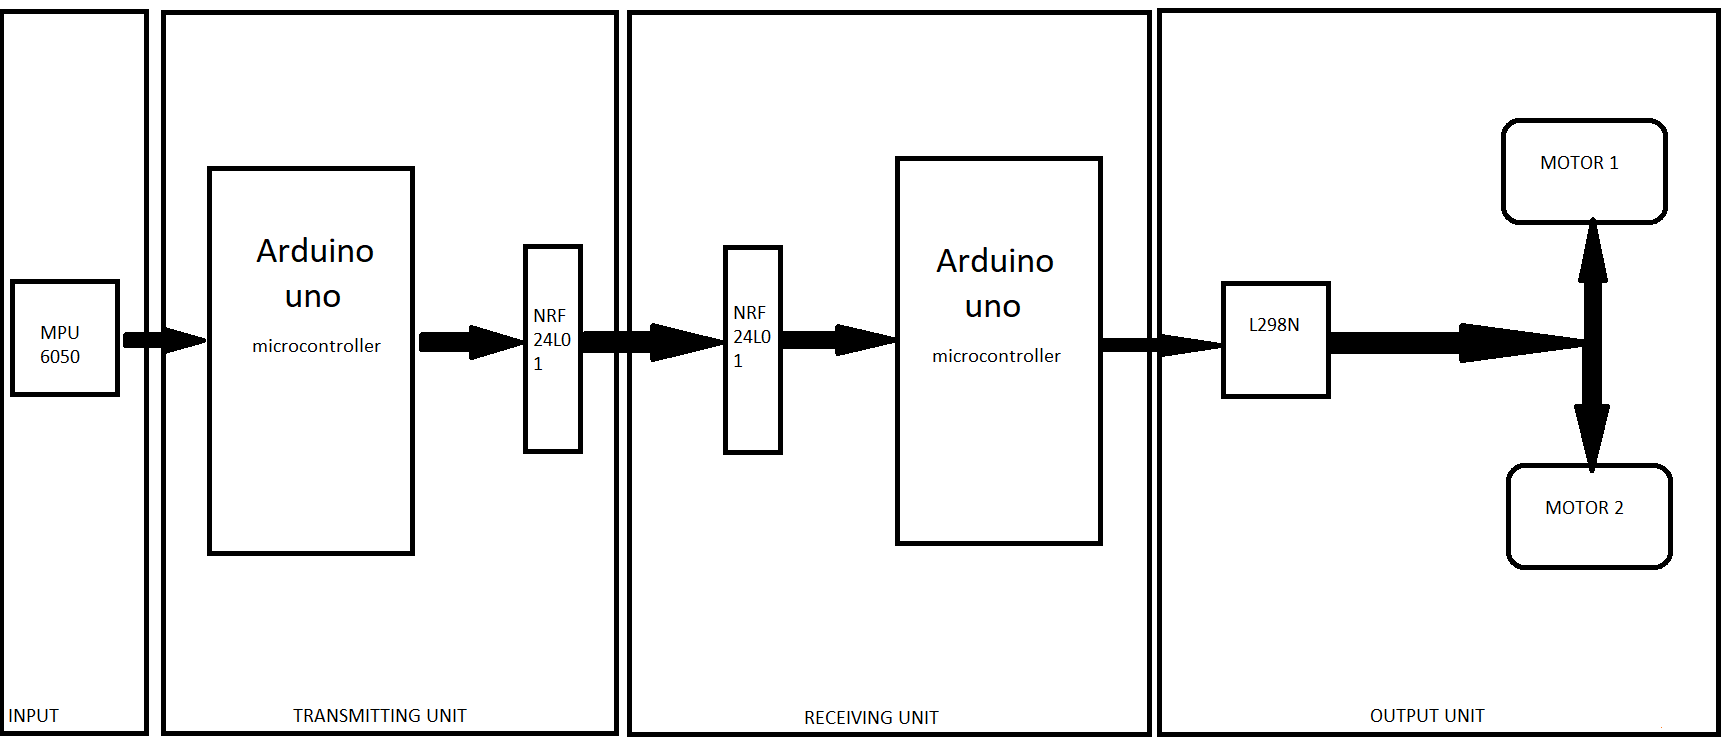 MPU
6050
INPUT
Arduino
uno
microcontroller
NRF
24L0
1
TRANSMITTING UNIT
NRF
24L0
1
Arduino
uno
microcontroller
RECEIVING UNIT
L298N
MOTOR 1
MOTOR 2
OUTPUT UNIT